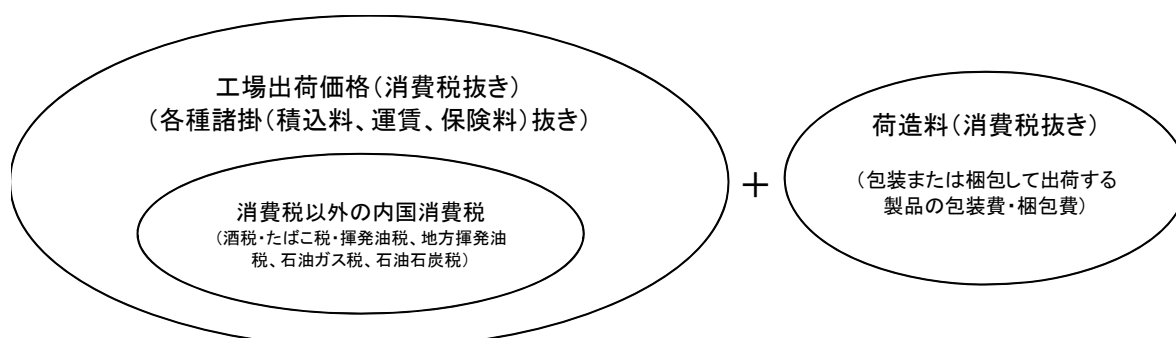 工場出荷価格（消費税抜き）
（各種諸掛（積込料、運賃、保険料）抜き）
消費税以外の内国消費税
（酒税・たばこ税・揮発油税、地方揮発油
税、石油ガス税、石油石炭税）
＋
荷造料（消費税抜き）
（包装または梱包して出荷する
製品の包装費・梱包費）